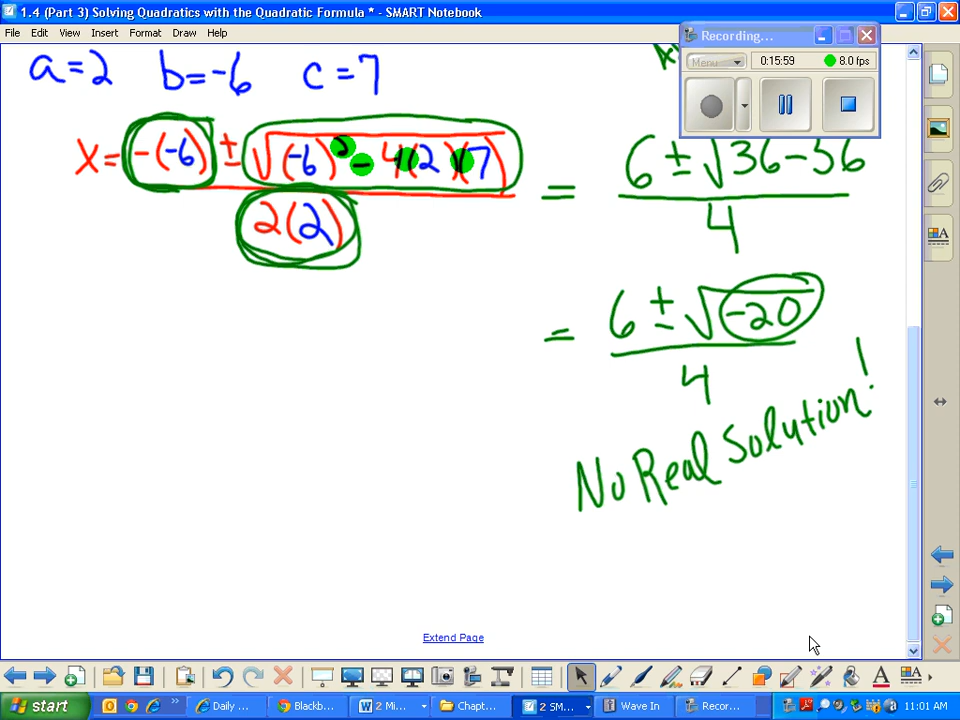 1.4 (Part 3) Solving Quadratics with the Quadratic Formula * - SMART Notebook
File Edit View Insert Format Draw Help
Recording...
Menu 0:15:59 8.0 fps
a=2 b=-6 c=7
x= -(-6) ± √(-6)² - 4(2)(7)
2(2)
= 6 ± √36-56
4
= 6 ± √-20
4
No Real Solution!
Extend Page
start Daily ... Blackb... 2 Mi... Chapt... 2 SM... Wave In Recor... 11:01 AM